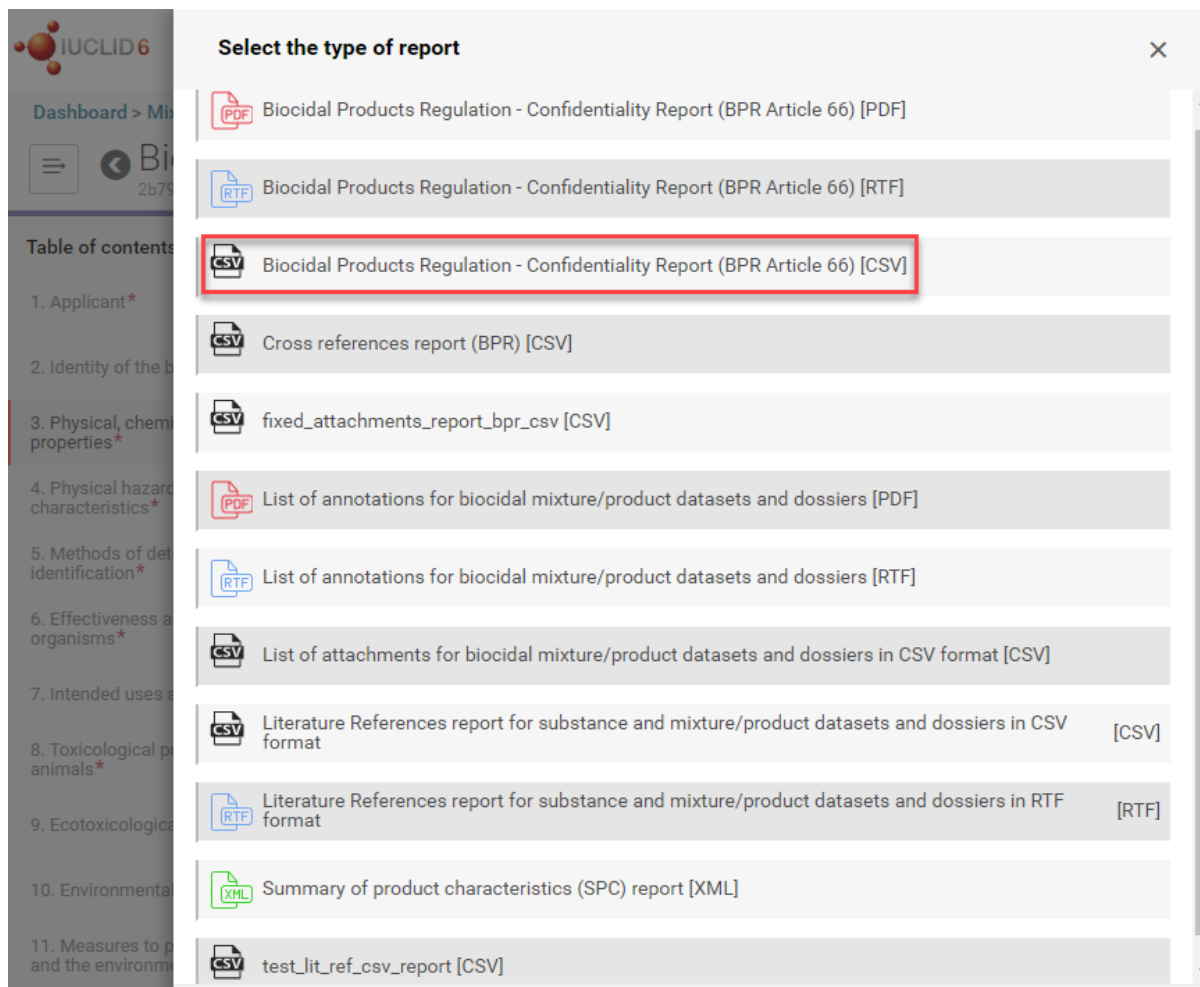 IUCLID 6
Select the type of report
Dashboard > Mix
Bio
2b79
Table of contents
1. Applicant*
2. Identity of the b
3. Physical, chemi
properties*
4. Physical hazard
characteristics*
5. Methods of det
identification*
6. Effectiveness a
organisms*
7. Intended uses a
8. Toxicological pr
animals*
9. Ecotoxicologica
10. Environmental
11. Measures to p
and the environme
PDF Biocidal Products Regulation - Confidentiality Report (BPR Article 66) [PDF]
RTF Biocidal Products Regulation - Confidentiality Report (BPR Article 66) [RTF]
CSV Biocidal Products Regulation - Confidentiality Report (BPR Article 66) [CSV]
CSV Cross references report (BPR) [CSV]
CSV fixed_attachments_report_bpr_csv [CSV]
PDF List of annotations for biocidal mixture/product datasets and dossiers [PDF]
RTF List of annotations for biocidal mixture/product datasets and dossiers [RTF]
CSV List of attachments for biocidal mixture/product datasets and dossiers in CSV format [CSV]
CSV Literature References report for substance and mixture/product datasets and dossiers in CSV
format [CSV]
RTF Literature References report for substance and mixture/product datasets and dossiers in RTF
format [RTF]
XML Summary of product characteristics (SPC) report [XML]
CSV test_lit_ref_csv_report [CSV]